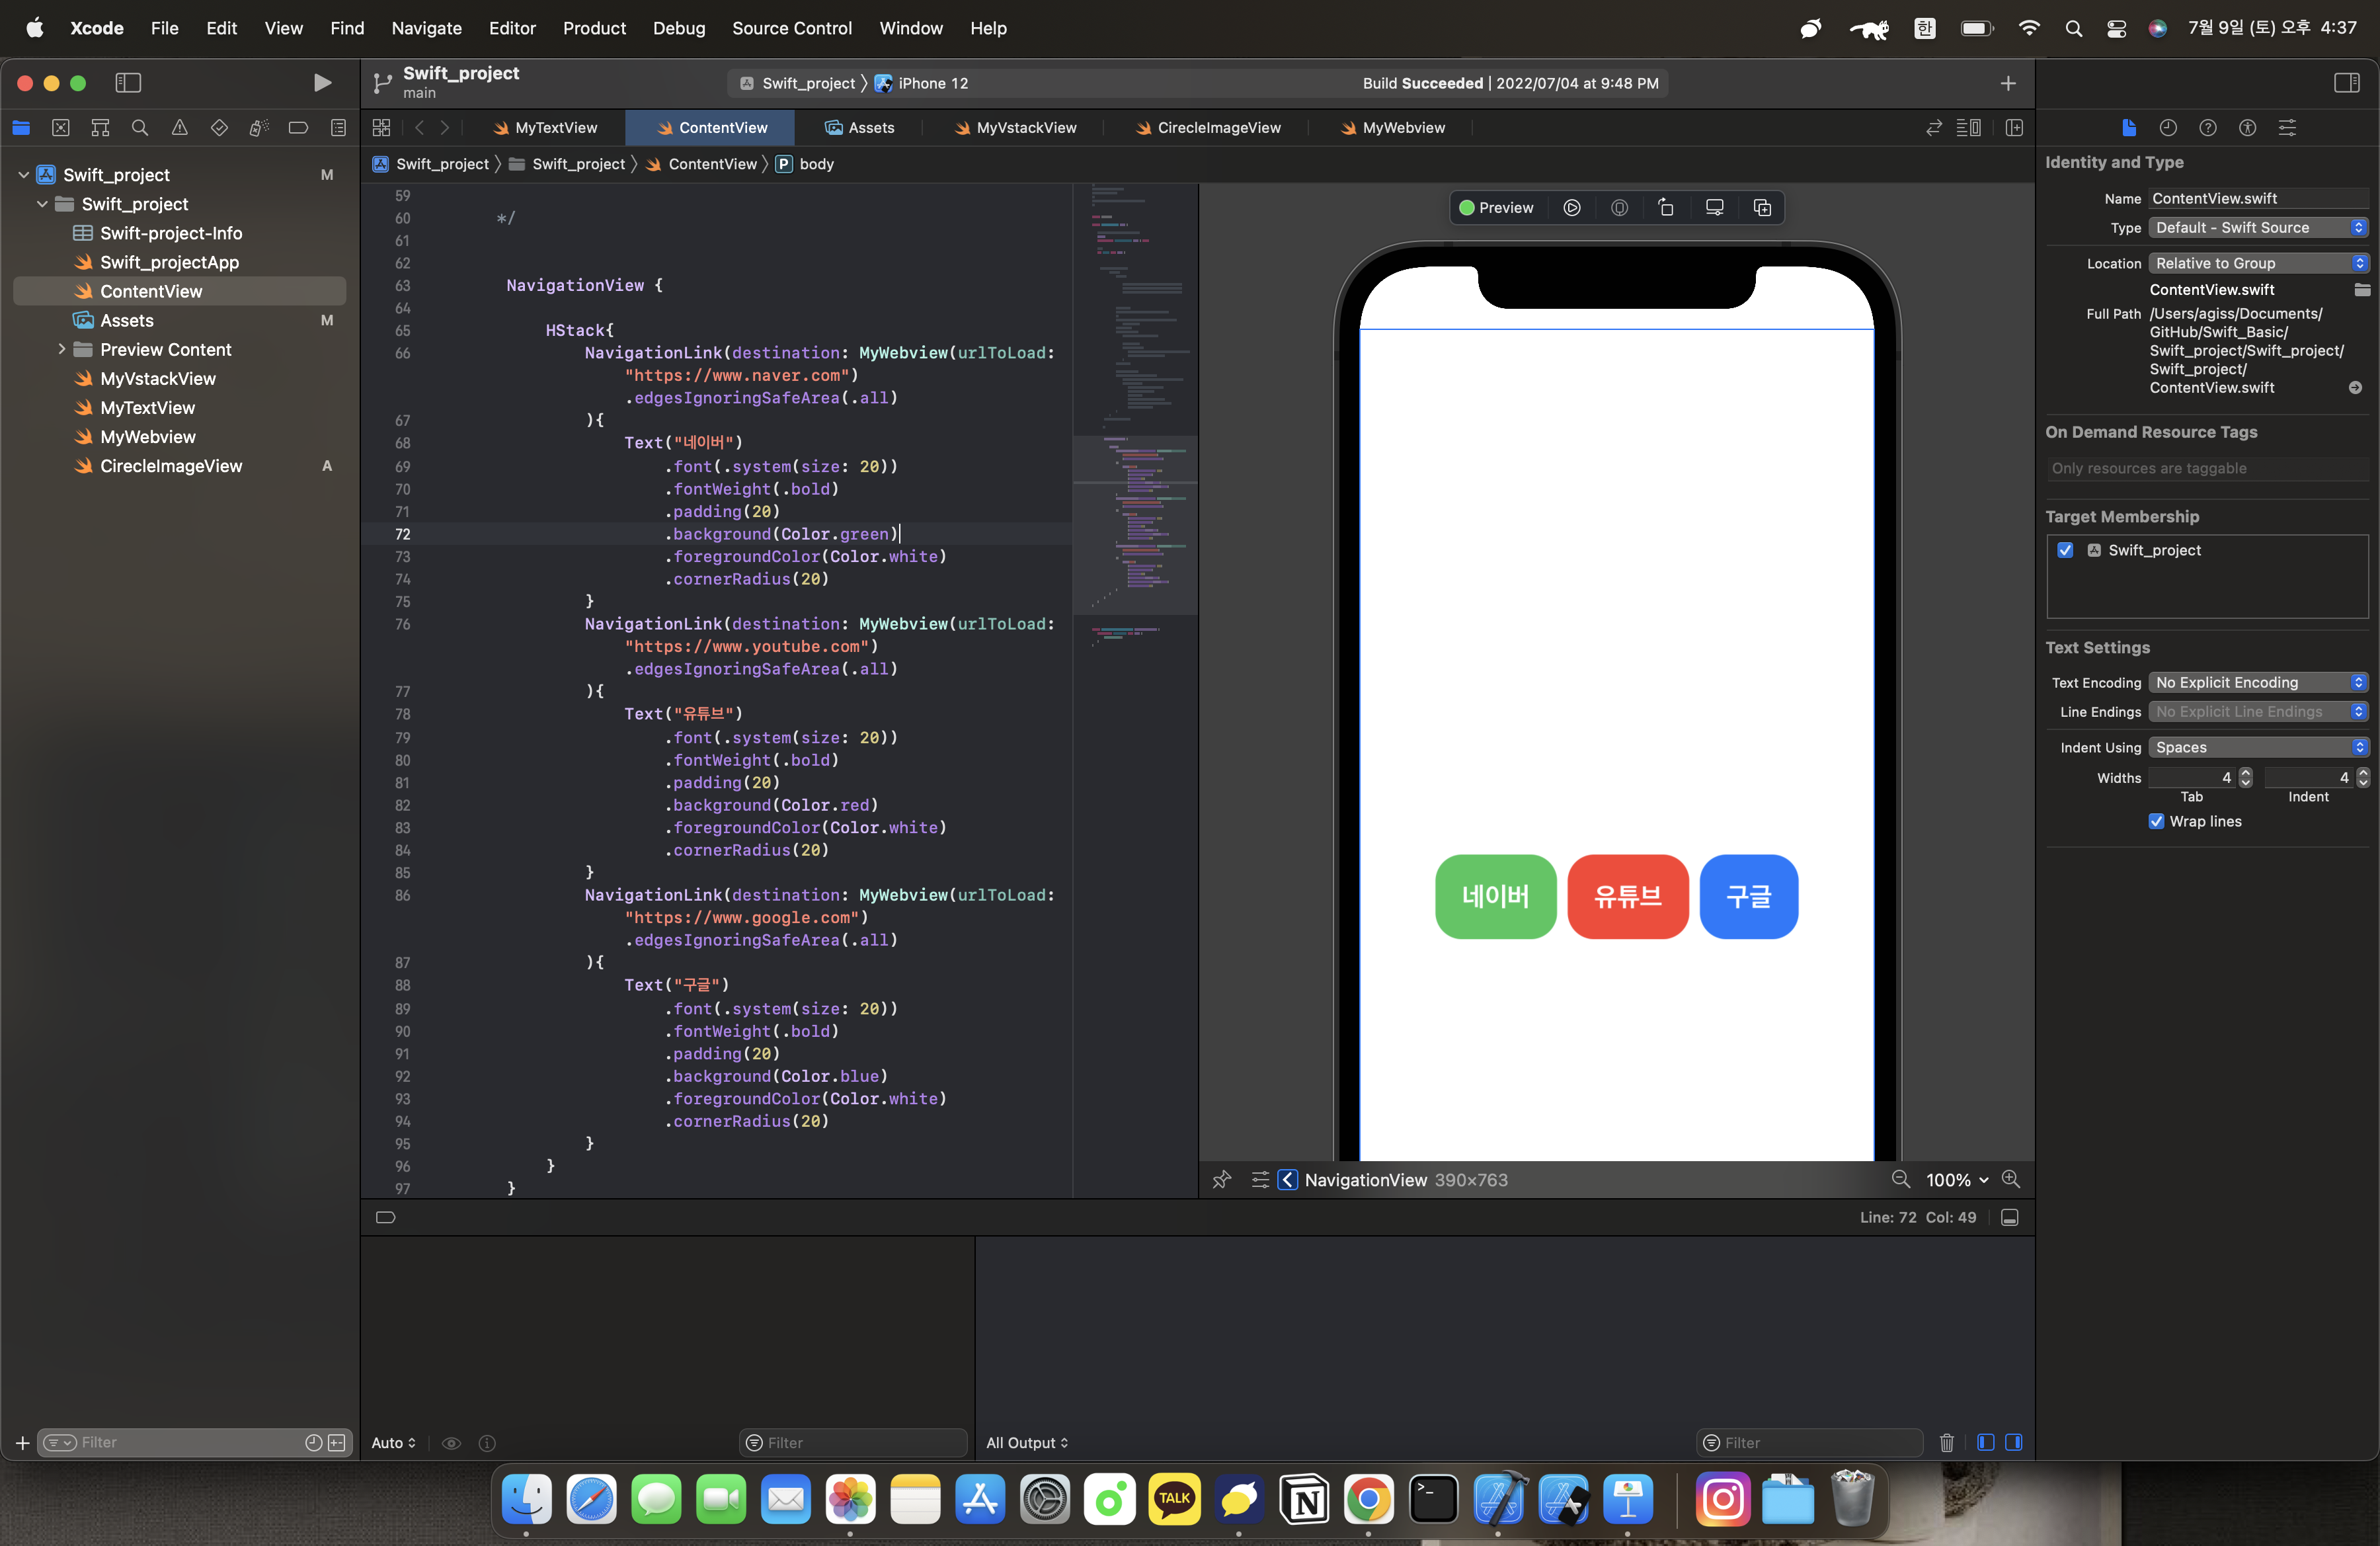 Xcode File Edit View Find Navigate Editor Product Debug Source Control Window Help 한 7월 9일 (토) 오후 4:37
Swift_project
main
Swift_project iPhone 12
Build Succeeded | 2022/07/04 at 9:48 PM
MyTextView ContentView Assets MyVstackView CirecleImageView MyWebview
Swift_project Swift_project ContentView P body
Swift_project M
Swift_project
Swift-project-Info
Swift_projectApp
ContentView
Assets M
Preview Content
MyVstackView
MyTextView
MyWebview
CirecleImageView A
Filter
59
60 */
61
62
63 NavigationView {
64
65 HStack{
66 NavigationLink(destination: MyWebview(urlToLoad:
"https://www.naver.com")
.edgesIgnoringSafeArea(.all)
67 ){
68 Text("네이버")
69 .font(.system(size: 20))
70 .fontWeight(.bold)
71 .padding(20)
72 .background(Color.green)
73 .foregroundColor(Color.white)
74 .cornerRadius(20)
75 }
76 NavigationLink(destination: MyWebview(urlToLoad:
"https://www.youtube.com")
.edgesIgnoringSafeArea(.all)
77 ){
78 Text("유튜브")
79 .font(.system(size: 20))
80 .fontWeight(.bold)
81 .padding(20)
82 .background(Color.red)
83 .foregroundColor(Color.white)
84 .cornerRadius(20)
85 }
86 NavigationLink(destination: MyWebview(urlToLoad:
"https://www.google.com")
.edgesIgnoringSafeArea(.all)
87 ){
88 Text("구글")
89 .font(.system(size: 20))
90 .fontWeight(.bold)
91 .padding(20)
92 .background(Color.blue)
93 .foregroundColor(Color.white)
94 .cornerRadius(20)
95 }
96 }
97 }
Preview
네이버 유튜브 구글
NavigationView 390×763
100%
Line: 72 Col: 49
Auto
Filter
All Output
Filter
Identity and Type
Name ContentView.swift
Type Default - Swift Source
Location Relative to Group
ContentView.swift
Full Path /Users/agiss/Documents/
GitHub/Swift_Basic/
Swift_project/Swift_project/
Swift_project/
ContentView.swift
On Demand Resource Tags
Only resources are taggable
Target Membership
Swift_project
Text Settings
Text Encoding No Explicit Encoding
Line Endings No Explicit Line Endings
Indent Using Spaces
Widths 4 4
Tab Indent
Wrap lines
TALK
N
>_